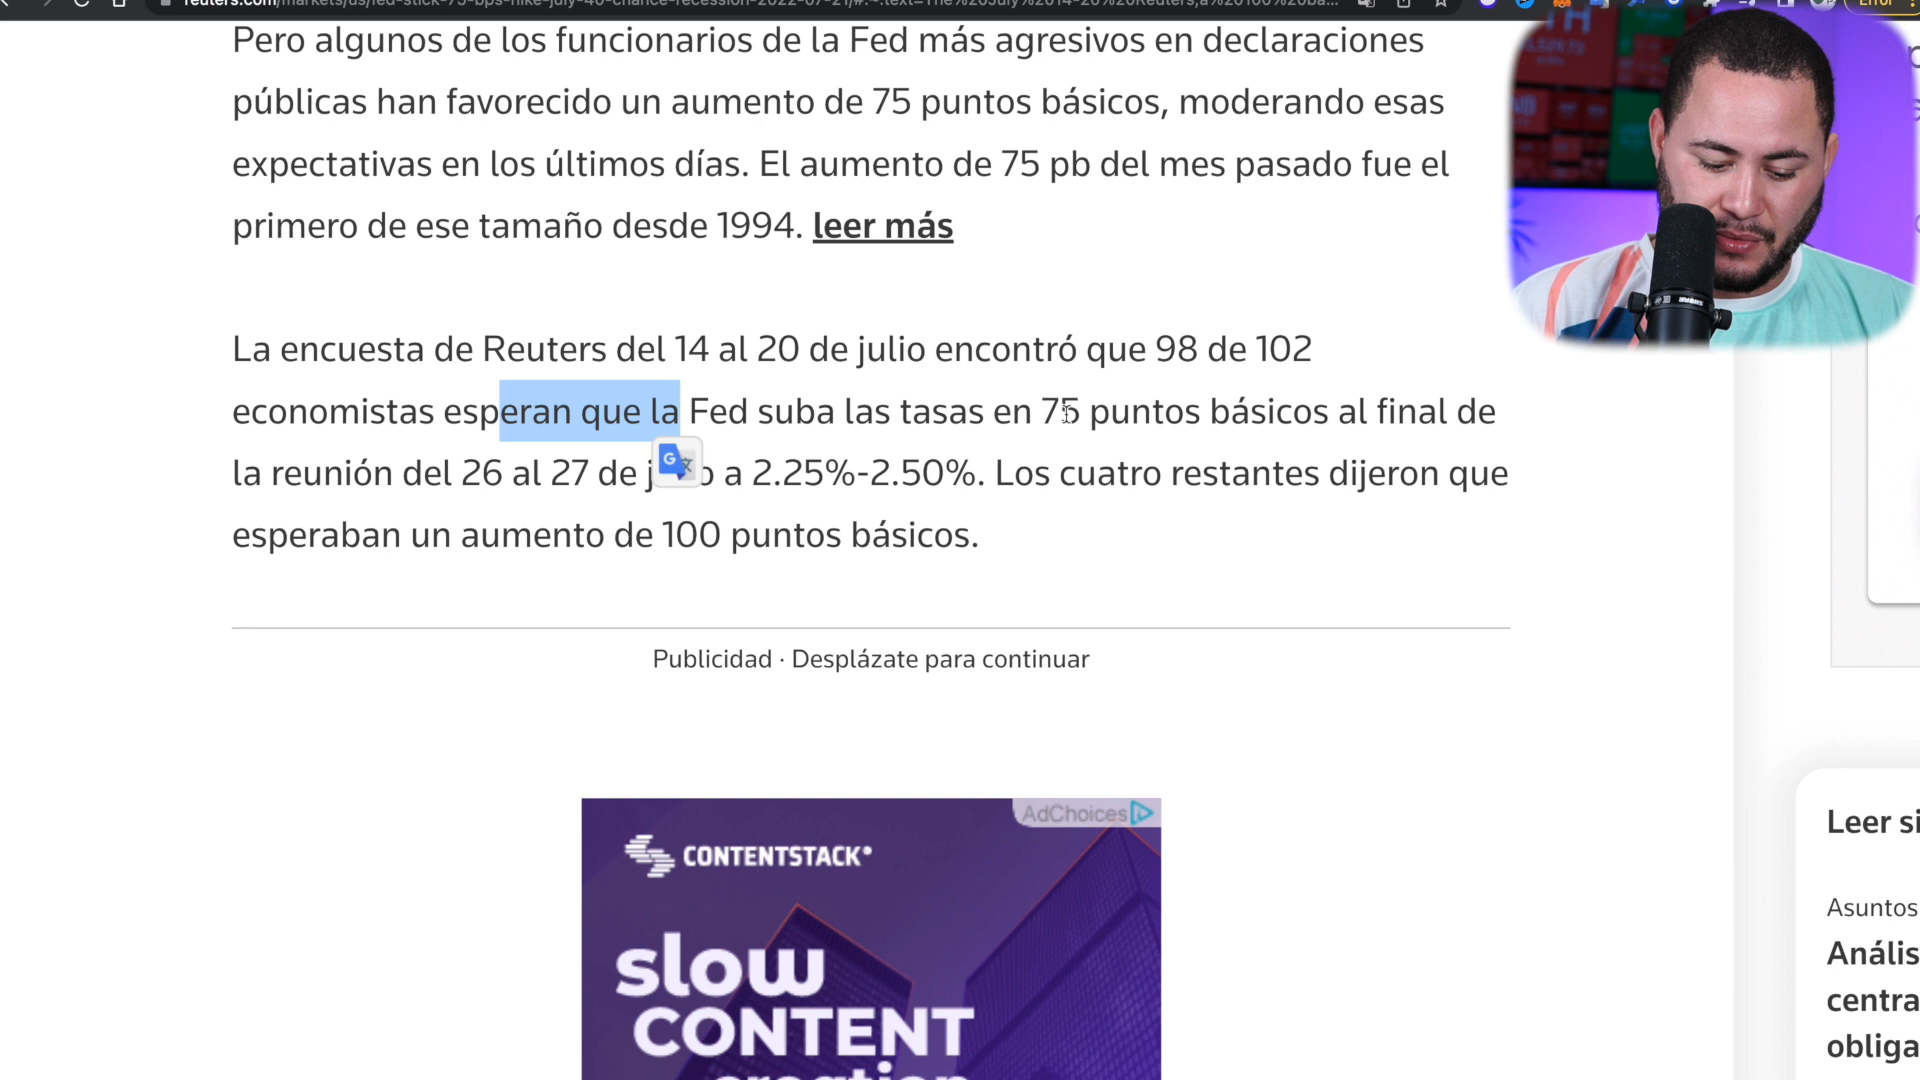 reuters.com/markets/us/fed-stick-75-bps-hike-july-40-chance-recession-2022-07-21/#:~:text=The%20July%2014-20%20Reuters,a%20100%20ba...
Error
Pero algunos de los funcionarios de la Fed más agresivos en declaraciones
públicas han favorecido un aumento de 75 puntos básicos, moderando esas
expectativas en los últimos días. El aumento de 75 pb del mes pasado fue el
primero de ese tamaño desde 1994. leer más
La encuesta de Reuters del 14 al 20 de julio encontró que 98 de 102
economistas esperan que la Fed suba las tasas en 75 puntos básicos al final de
la reunión del 26 al 27 de j o a 2.25%-2.50%. Los cuatro restantes dijeron que
esperaban un aumento de 100 puntos básicos.
Publicidad · Desplázate para continuar
AdChoices
CONTENTSTACK
slow
CONTENT
creation
Leer si
Asuntos
Anális
centra
obliga